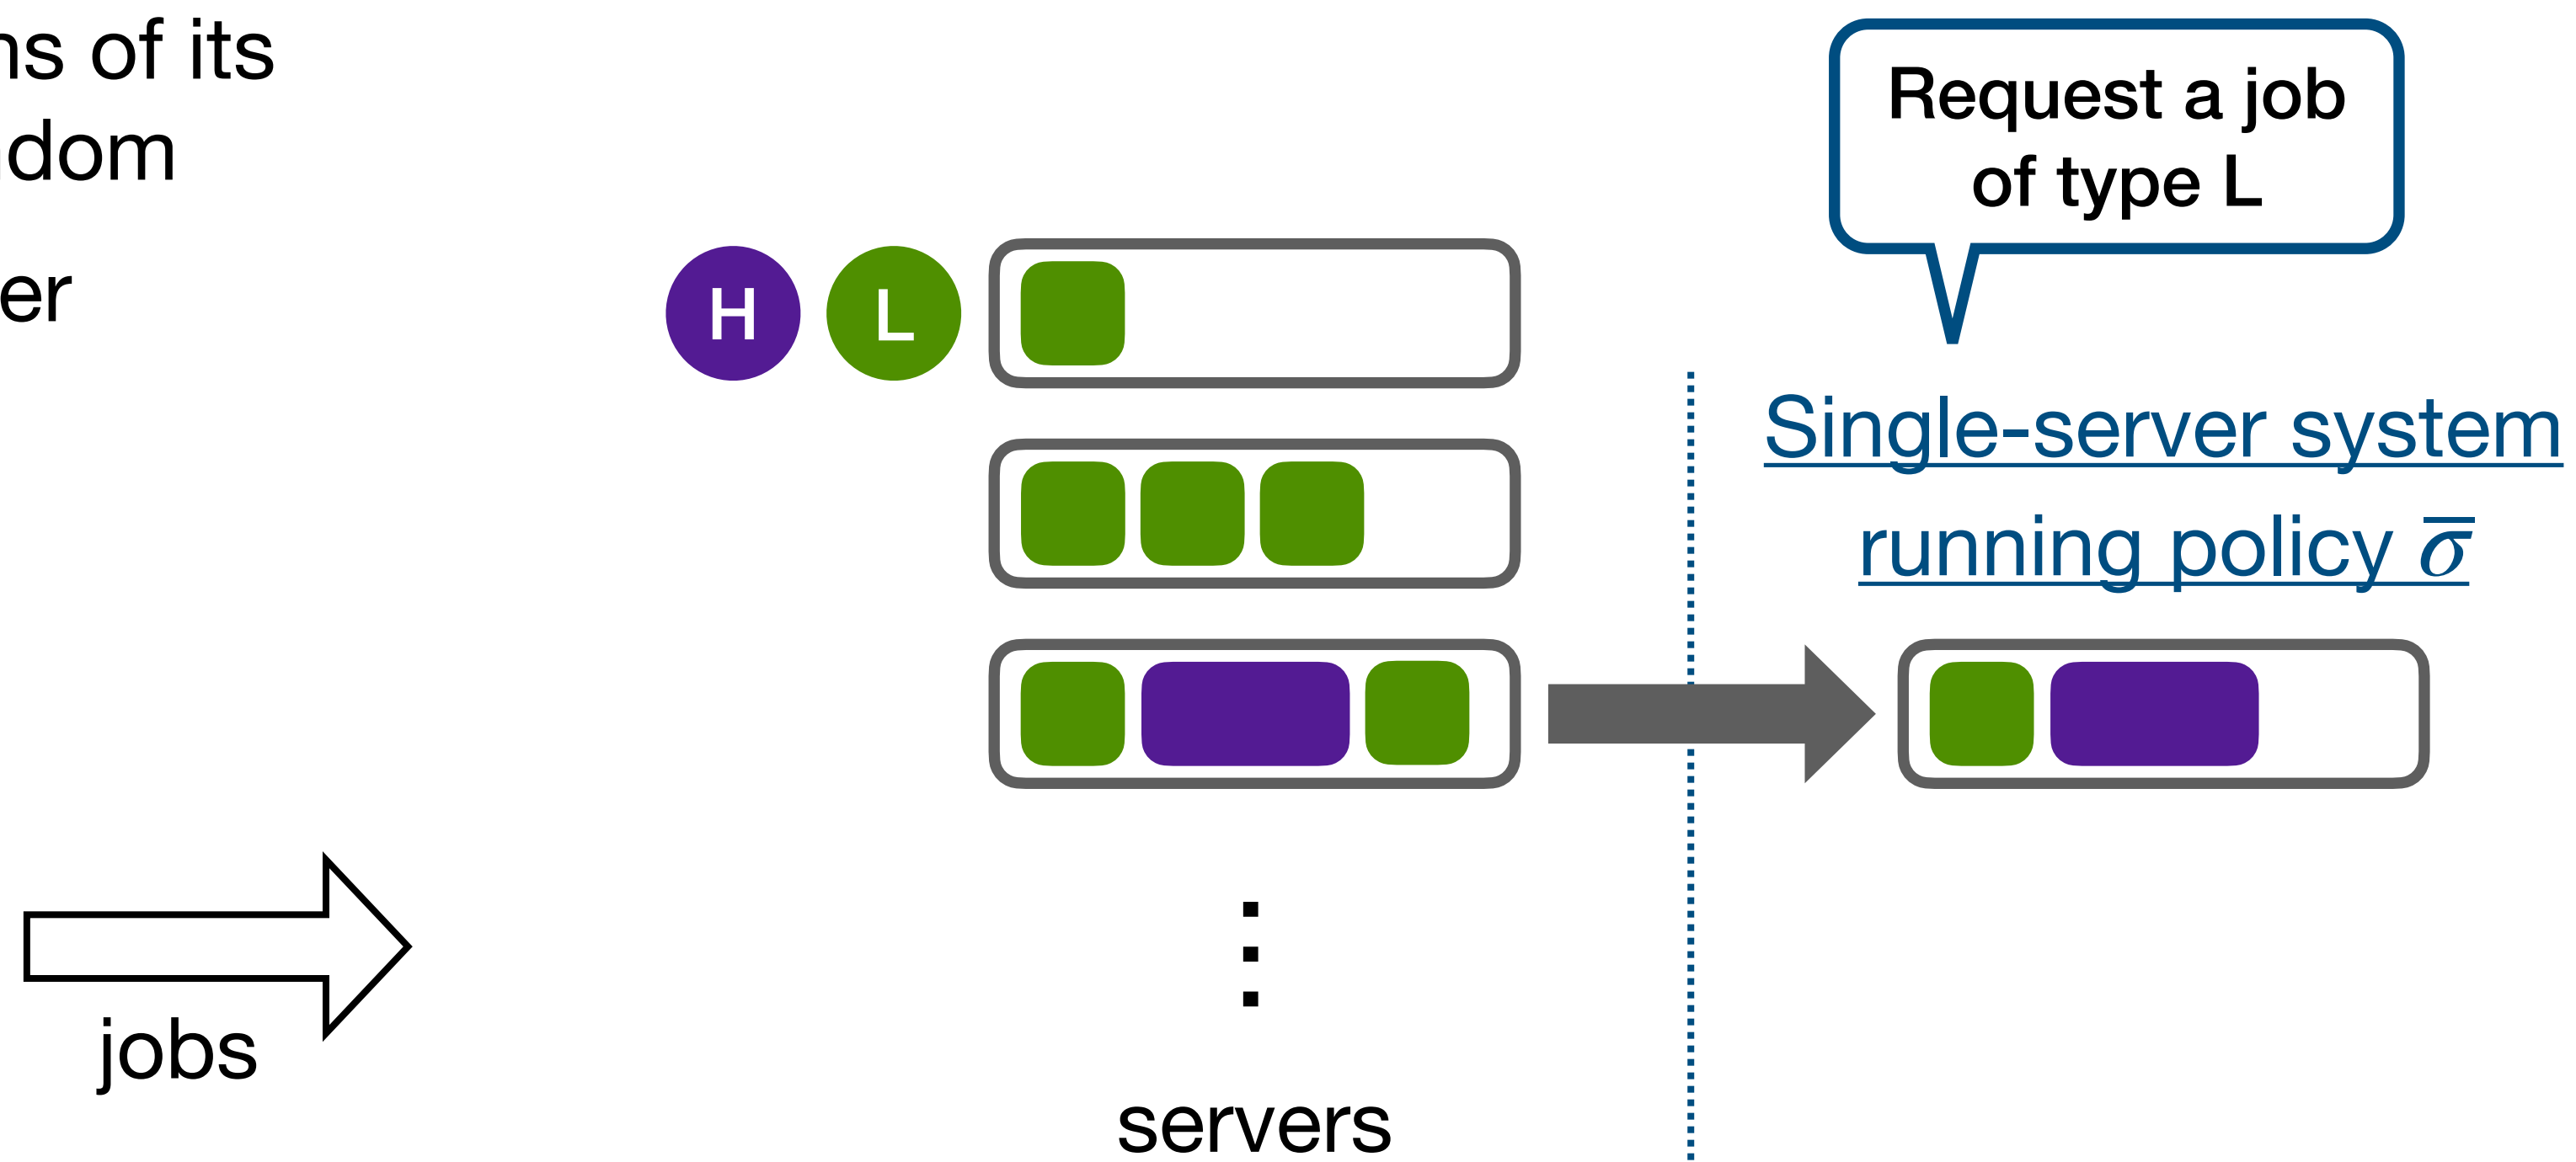 ns of its
dom
er
Request a job
of type L
H L
Single-server system
running policy σ̅
jobs
servers